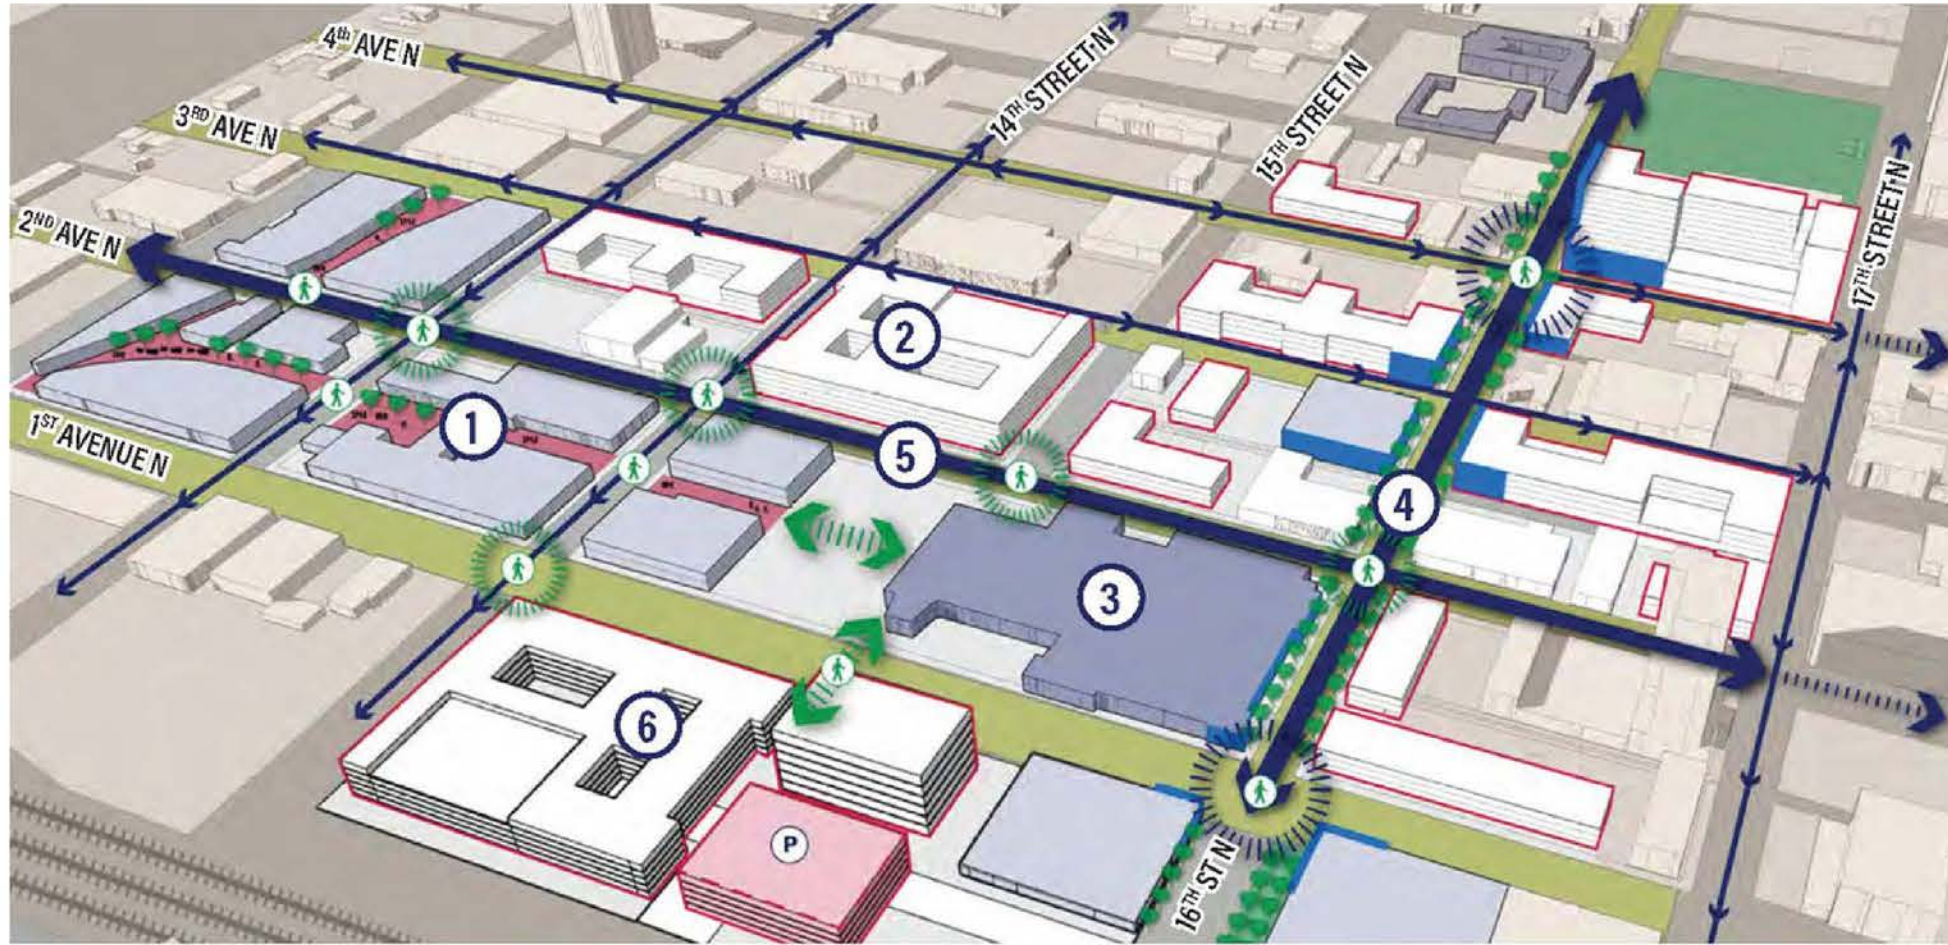 4th AVE N
3RD AVE N
2ND AVE N
1ST AVENUE N
14TH STREET N
15TH STREET N
17TH STREET N
16TH ST N
1
2
3
4
5
6
P